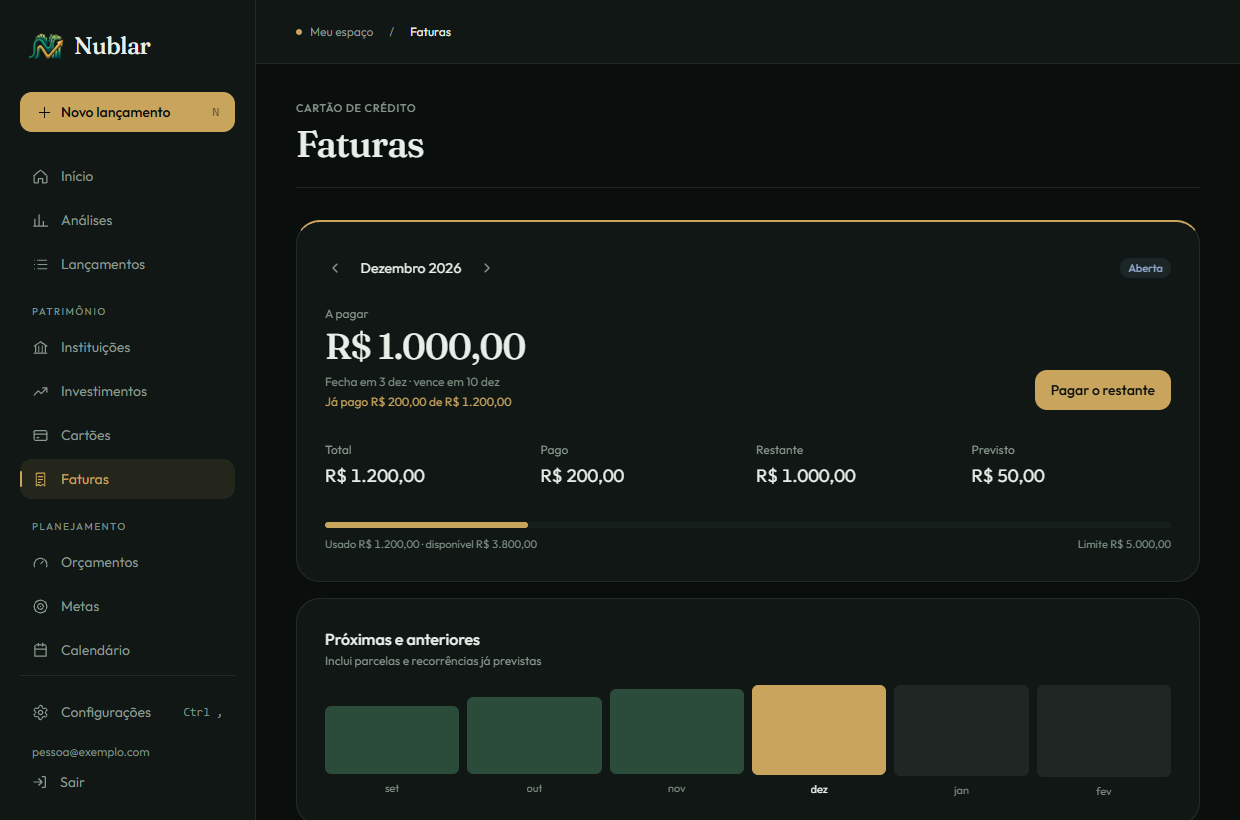 Nublar
Novo lançamento N
Início
Análises
Lançamentos
PATRIMÔNIO
Instituições
Investimentos
Cartões
Faturas
PLANEJAMENTO
Orçamentos
Metas
Calendário
Configurações Ctrl ,
pessoa@exemplo.com
Sair
Meu espaço / Faturas
CARTÃO DE CRÉDITO
Faturas
Dezembro 2026 Aberta
A pagar
R$ 1.000,00
Fecha em 3 dez · vence em 10 dez
Já pago R$ 200,00 de R$ 1.200,00
Pagar o restante
Total Pago Restante Previsto
R$ 1.200,00 R$ 200,00 R$ 1.000,00 R$ 50,00
Usado R$ 1.200,00 · disponível R$ 3.800,00 Limite R$ 5.000,00
Próximas e anteriores
Inclui parcelas e recorrências já previstas
set out nov dez jan fev